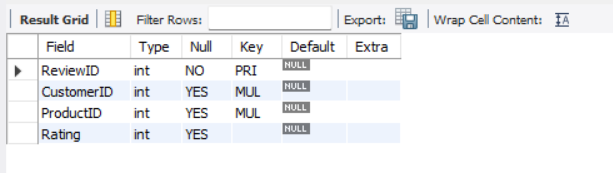 Result Grid Filter Rows: Export: Wrap Cell Content: IA
Field Type Null Key Default Extra
ReviewID int NO PRI NULL
CustomerID int YES MUL NULL
ProductID int YES MUL NULL
Rating int YES NULL